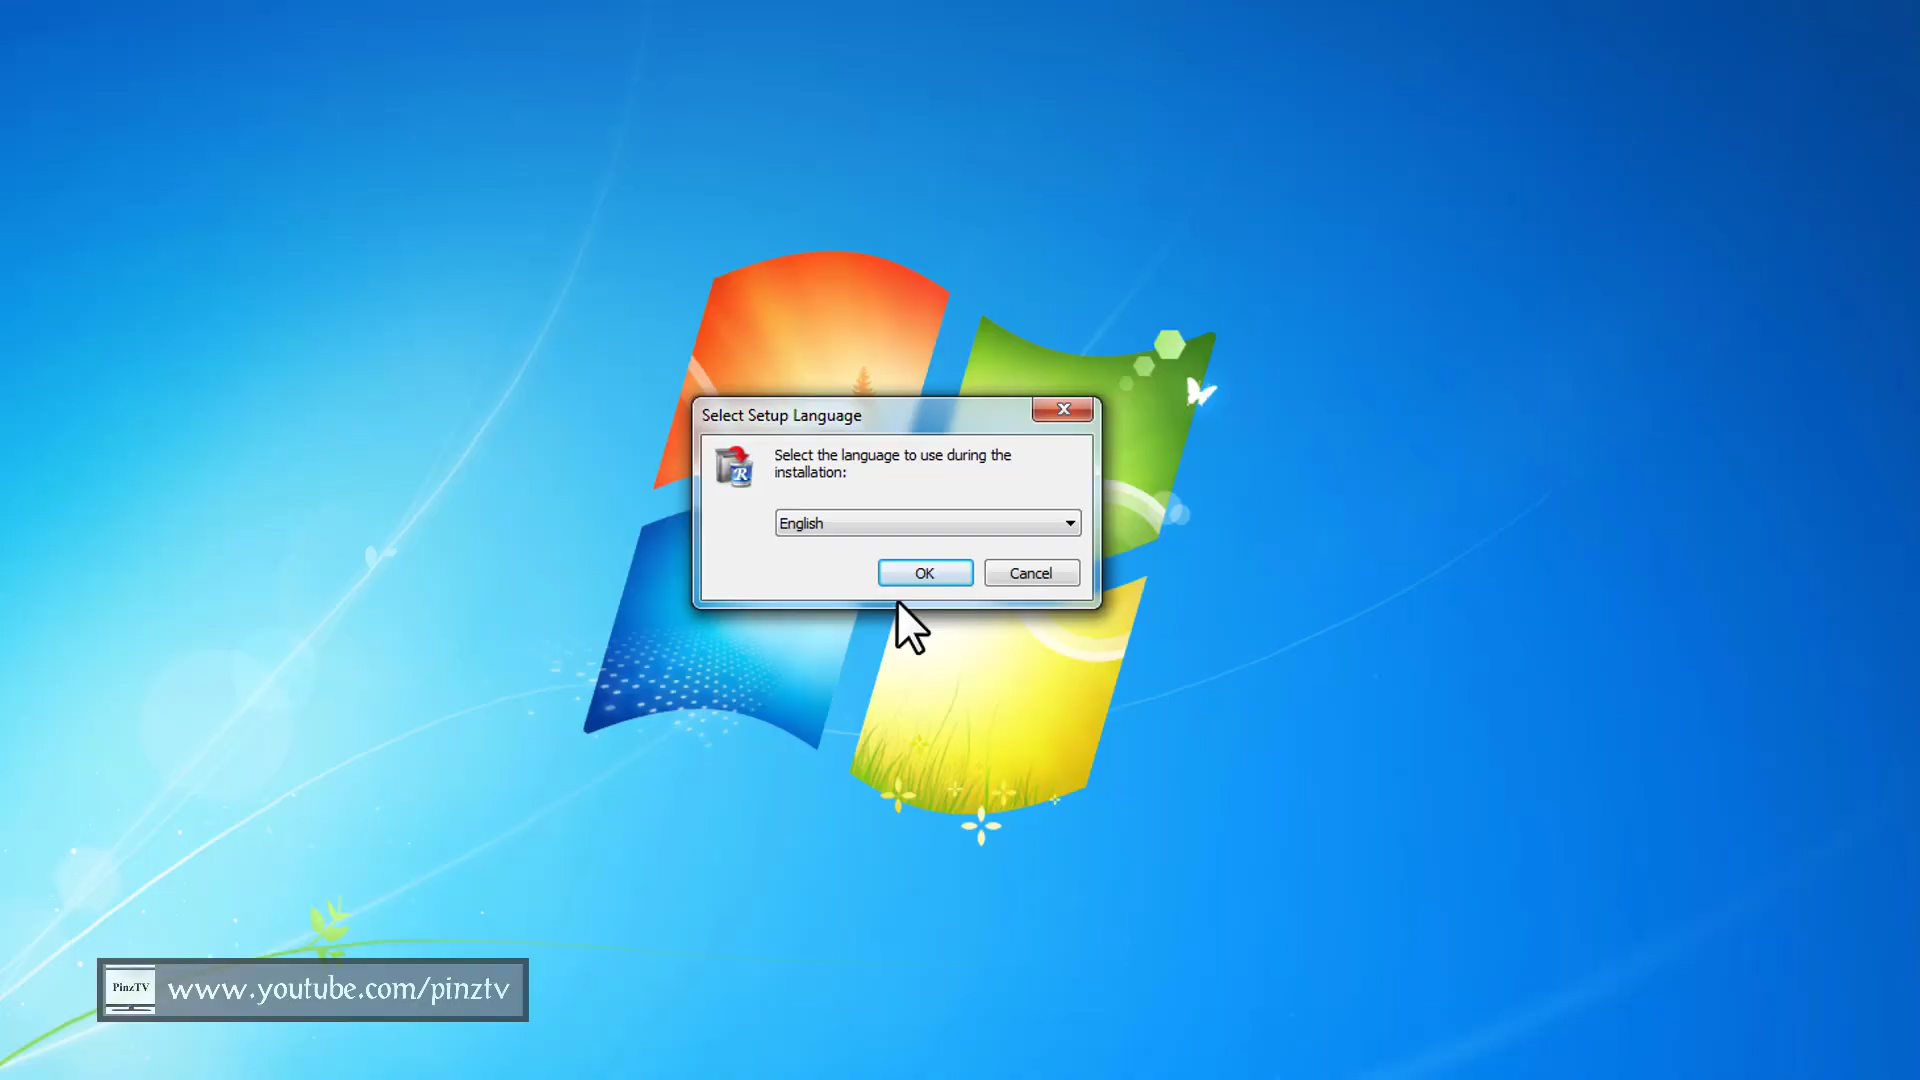 Select Setup Language
Select the language to use during the
installation:
English
OK
Cancel
PinzTV
www.youtube.com/pinztv